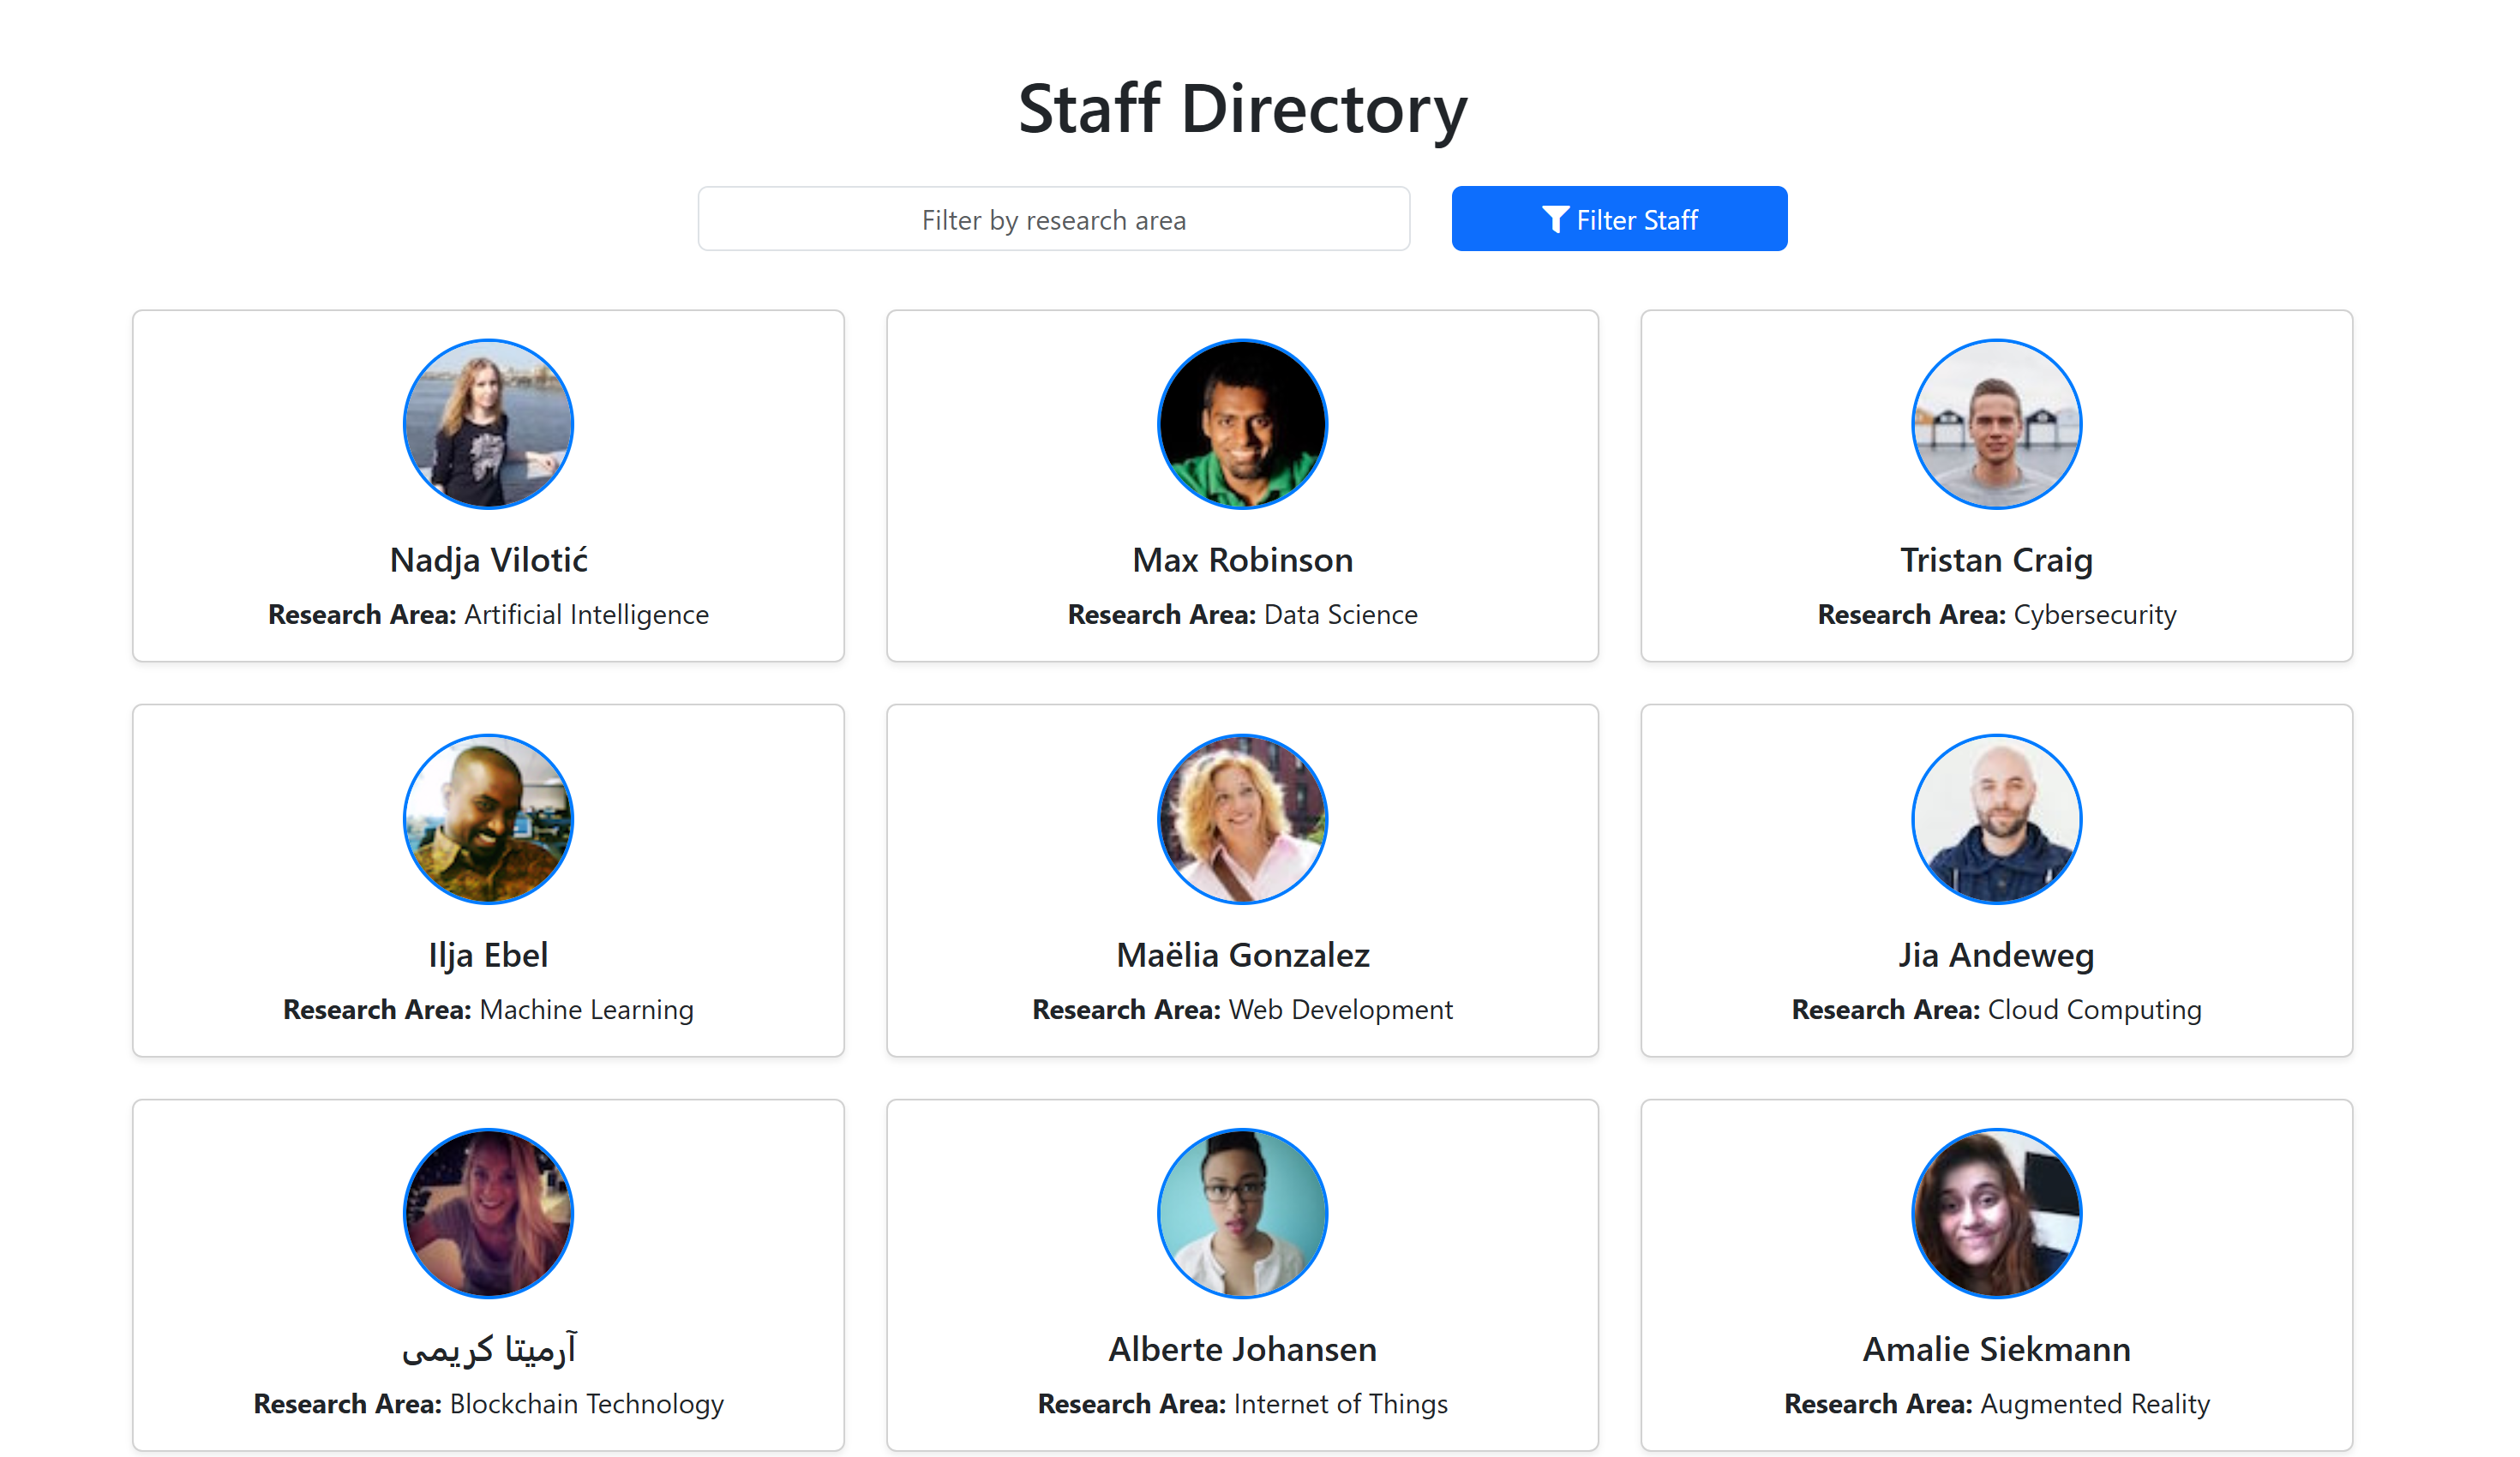 Staff Directory
Filter by research area
Filter Staff
Nadja Vilotić
Research Area: Artificial Intelligence
Max Robinson
Research Area: Data Science
Tristan Craig
Research Area: Cybersecurity
Ilja Ebel
Research Area: Machine Learning
Maëlia Gonzalez
Research Area: Web Development
Jia Andeweg
Research Area: Cloud Computing
آرمیتا کریمی
Research Area: Blockchain Technology
Alberte Johansen
Research Area: Internet of Things
Amalie Siekmann
Research Area: Augmented Reality